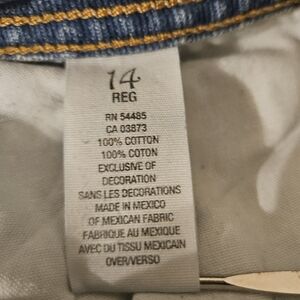 14
REG
RN 54485
CA 03873
100% COTTON
100% COTON
EXCLUSIVE OF
DECORATION
SANS LES DECORATIONS
MADE IN MEXICO
OF MEXICAN FABRIC
FABRIQUE AU MEXIQUE
AVEC DU TISSU MEXICAIN
OVER/VERSO